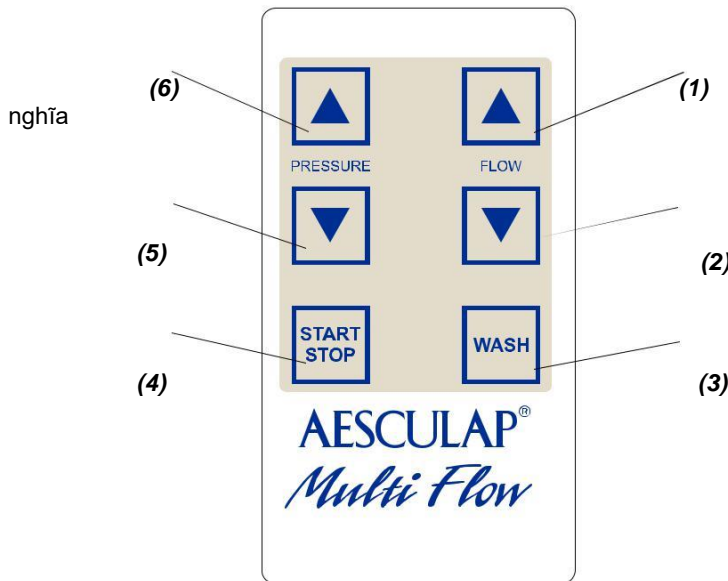 (6)
(1)
nghĩa
PRESSURE
FLOW
(5)
(2)
START
STOP
WASH
(4)
(3)
AESCULAP®
Multi Flow